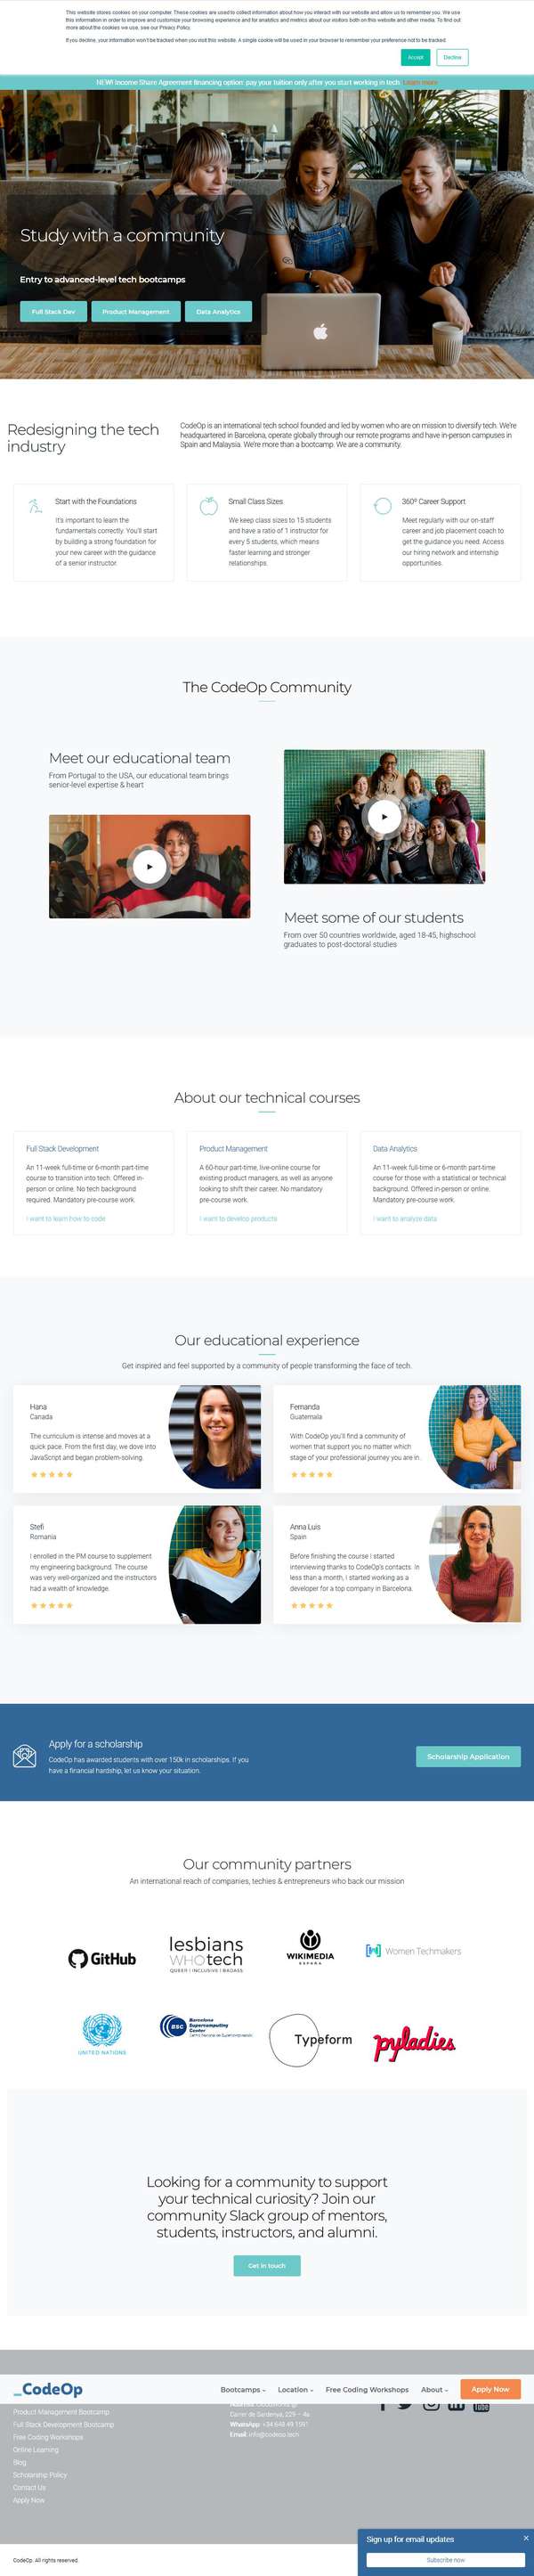 This website stores cookies on your computer. These cookies are used to collect information about how you interact with our website and allow us to remember you. We use
this information in order to improve and customize your browsing experience and for analytics and metrics about our visitors both on this website and other media. To find out
more about the cookies we use, see our Privacy Policy.
If you decline, your information won't be tracked when you visit this website. A single cookie will be used in your browser to remember your preference not to be tracked.
Accept
Decline
NEW! Income Share Agreement financing option: pay your tuition only after you start working in tech. Learn more
Study with a community
Entry to advanced-level tech bootcamps
Full Stack Dev
Product Management
Data Analytics
Redesigning the tech
industry
CodeOp is an international tech school founded and led by women who are on mission to diversify tech. We're
headquartered in Barcelona, operate globally through our remote programs and have in-person campuses in
Spain and Malaysia. We're more than a bootcamp. We are a community.
Start with the Foundations
It's important to learn the
fundamentals correctly. You'll start
by building a strong foundation for
your new career with the guidance
of a senior instructor.
Small Class Sizes
We keep class sizes to 15 students
and have a ratio of 1 instructor for
every 5 students, which means
faster learning and stronger
relationships.
360º Career Support
Meet regularly with our on-staff
career and job placement coach to
get the guidance you need. Access
our hiring network and internship
opportunities.
The CodeOp Community
Meet our educational team
From Portugal to the USA, our educational team brings
senior-level expertise & heart
Meet some of our students
From over 50 countries worldwide, aged 18-45, highschool
graduates to post-doctoral studies
About our technical courses
Full Stack Development
An 11-week full-time or 6-month part-time
course to transition into tech. Offered in-
person or online. No tech background
required. Mandatory pre-course work.
I want to learn how to code
Product Management
A 60-hour part-time, live-online course for
existing product managers, as well as anyone
looking to shift their career. No mandatory
pre-course work.
I want to develop products
Data Analytics
An 11-week full-time or 6-month part-time
course for those with a statistical or technical
background. Offered in-person or online.
Mandatory pre-course work.
I want to analyze data
Our educational experience
Get inspired and feel supported by a community of people transforming the face of tech.
Hana
Canada
The curriculum is intense and moves at a
quick pace. From the first day, we dove into
JavaScript and began problem-solving.
Fernanda
Guatemala
With CodeOp you'll find a community of
women that support you no matter which
stage of your professional journey you are in.
Stefi
Romania
I enrolled in the PM course to supplement
my engineering background. The course
was very well-organized and the instructors
had a wealth of knowledge.
Anna Luis
Spain
Before finishing the course I started
interviewing thanks to CodeOp's contacts. In
less than a month, I started working as a
developer for a top company in Barcelona.
Apply for a scholarship
CodeOp has awarded students with over 150k in scholarships. If you
have a financial hardship, let us know your situation.
Scholarship Application
Our community partners
An international reach of companies, techies & entrepreneurs who back our mission
GitHub
lesbians
WHOtech
QUEER | INCLUSIVE | BADASS
WIKIMEDIA
ESPAÑA
Women Techmakers
UNITED NATIONS
BSC
Barcelona
Supercomputing
Center
Centro Nacional de Supercomputación
Typeform
pyladies
Looking for a community to support
your technical curiosity? Join our
community Slack group of mentors,
students, instructors, and alumni.
Get in touch
_CodeOp
Bootcamps
Location
Free Coding Workshops
About
Apply Now
Product Management Bootcamp
Full Stack Development Bootcamp
Free Coding Workshops
Online Learning
Blog
Scholarship Policy
Contact Us
Apply Now
Carrer de Sardenya, 229 – 4a
WhatsApp: +34 648 49 1591
Email: info@codeop.tech
CodeOp. All rights reserved.
Sign up for email updates
Subscribe now